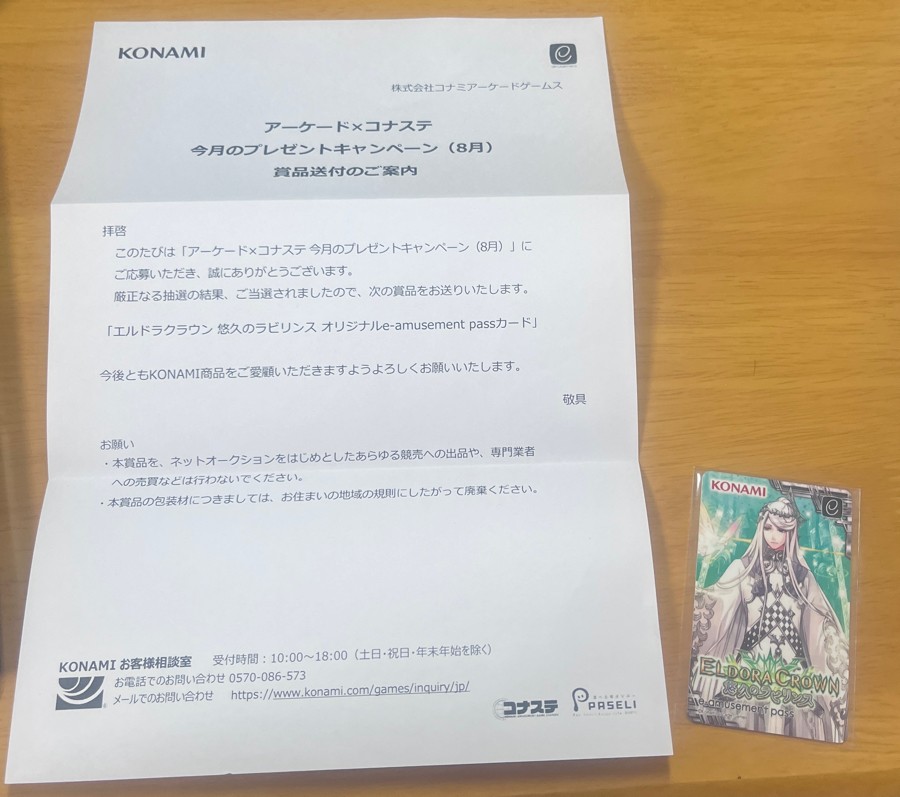 KONAMI
株式会社コナミアーケードゲームス
アーケード×コナステ
今月のプレゼントキャンペーン（8月）
賞品送付のご案内
拝啓
このたびは「アーケード×コナステ 今月のプレゼントキャンペーン（8月）」に
ご応募いただき、誠にありがとうございます。
厳正なる抽選の結果、ご当選されましたので、次の賞品をお送りいたします。
「エルドラクラウン 悠久のラビリンス オリジナルe-amusement passカード」
今後ともKONAMI商品をご愛顧いただきますようよろしくお願いいたします。
敬具
お願い
・本賞品を、ネットオークションをはじめとしたあらゆる競売への出品や、専門業者
への売買などは行わないでください。
・本賞品の包装材につきましては、お住まいの地域の規則にしたがって廃棄ください。
KONAMI お客様相談室 受付時間：10:00～18:00（土日･祝日･年末年始を除く）
お電話でのお問い合わせ 0570-086-573
メールでのお問い合わせ https://www.konami.com/games/inquiry/jp/
コナステ
PASELI
KONAMI
ELDORA CROWN
悠久のラビリンス
e-amusement pass